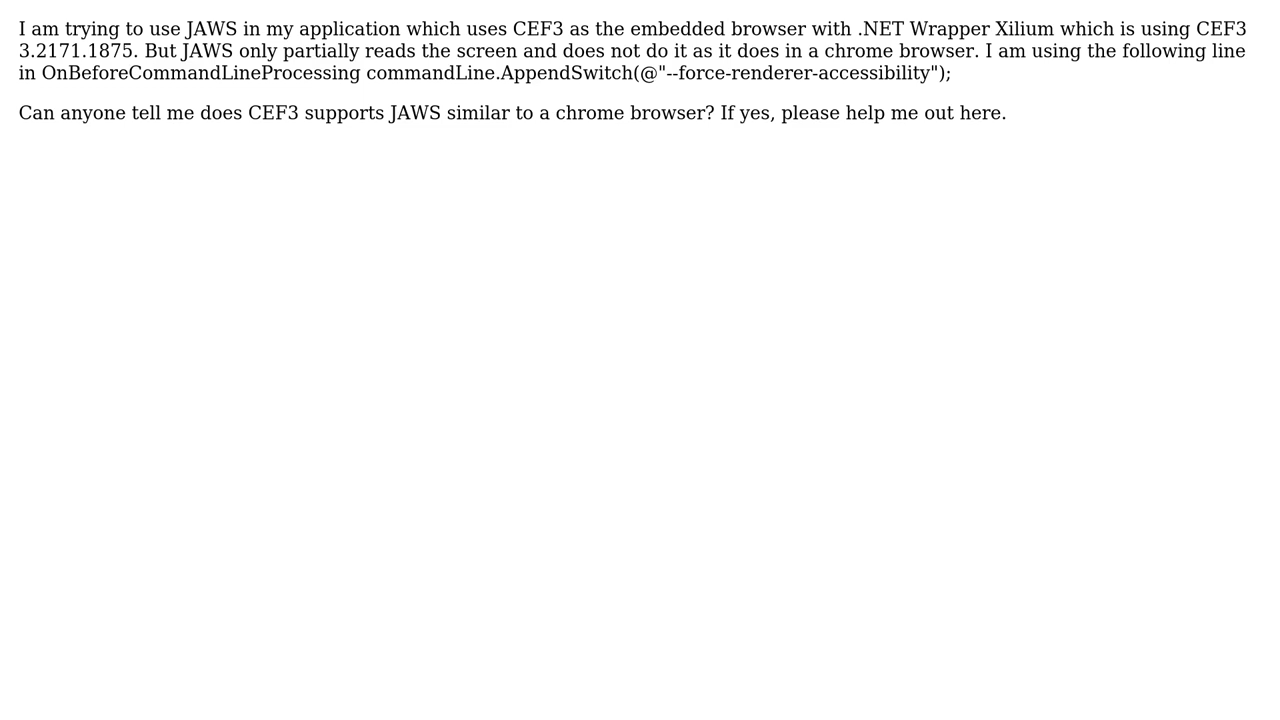 I am trying to use JAWS in my application which uses CEF3 as the embedded browser with .NET Wrapper Xilium which is using CEF3
3.2171.1875. But JAWS only partially reads the screen and does not do it as it does in a chrome browser. I am using the following line
in OnBeforeCommandLineProcessing commandLine.AppendSwitch(@"--force-renderer-accessibility");
Can anyone tell me does CEF3 supports JAWS similar to a chrome browser? If yes, please help me out here.